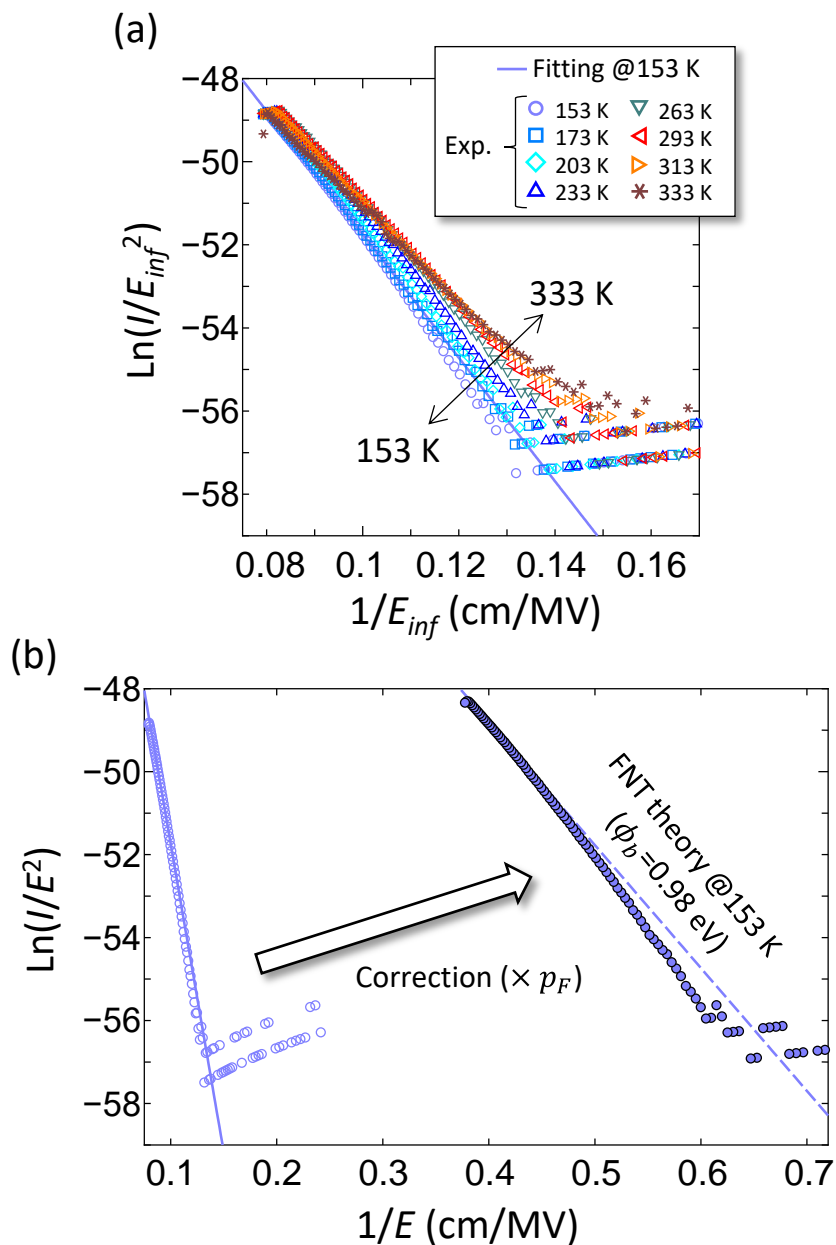 (a)
Fitting @153 K
Exp.
153 K 263 K
173 K 293 K
203 K 313 K
233 K 333 K
−48
−50
−52
−54
−56
−58
Ln(I/E_inf^2)
333 K
153 K
0.08 0.1 0.12 0.14 0.16
1/E_inf (cm/MV)
(b)
−48
−50
−52
−54
−56
−58
Ln(I/E^2)
FNT theory @153 K
(ϕ_b=0.98 eV)
Correction (× p_F)
0.1 0.2 0.3 0.4 0.5 0.6 0.7
1/E (cm/MV)